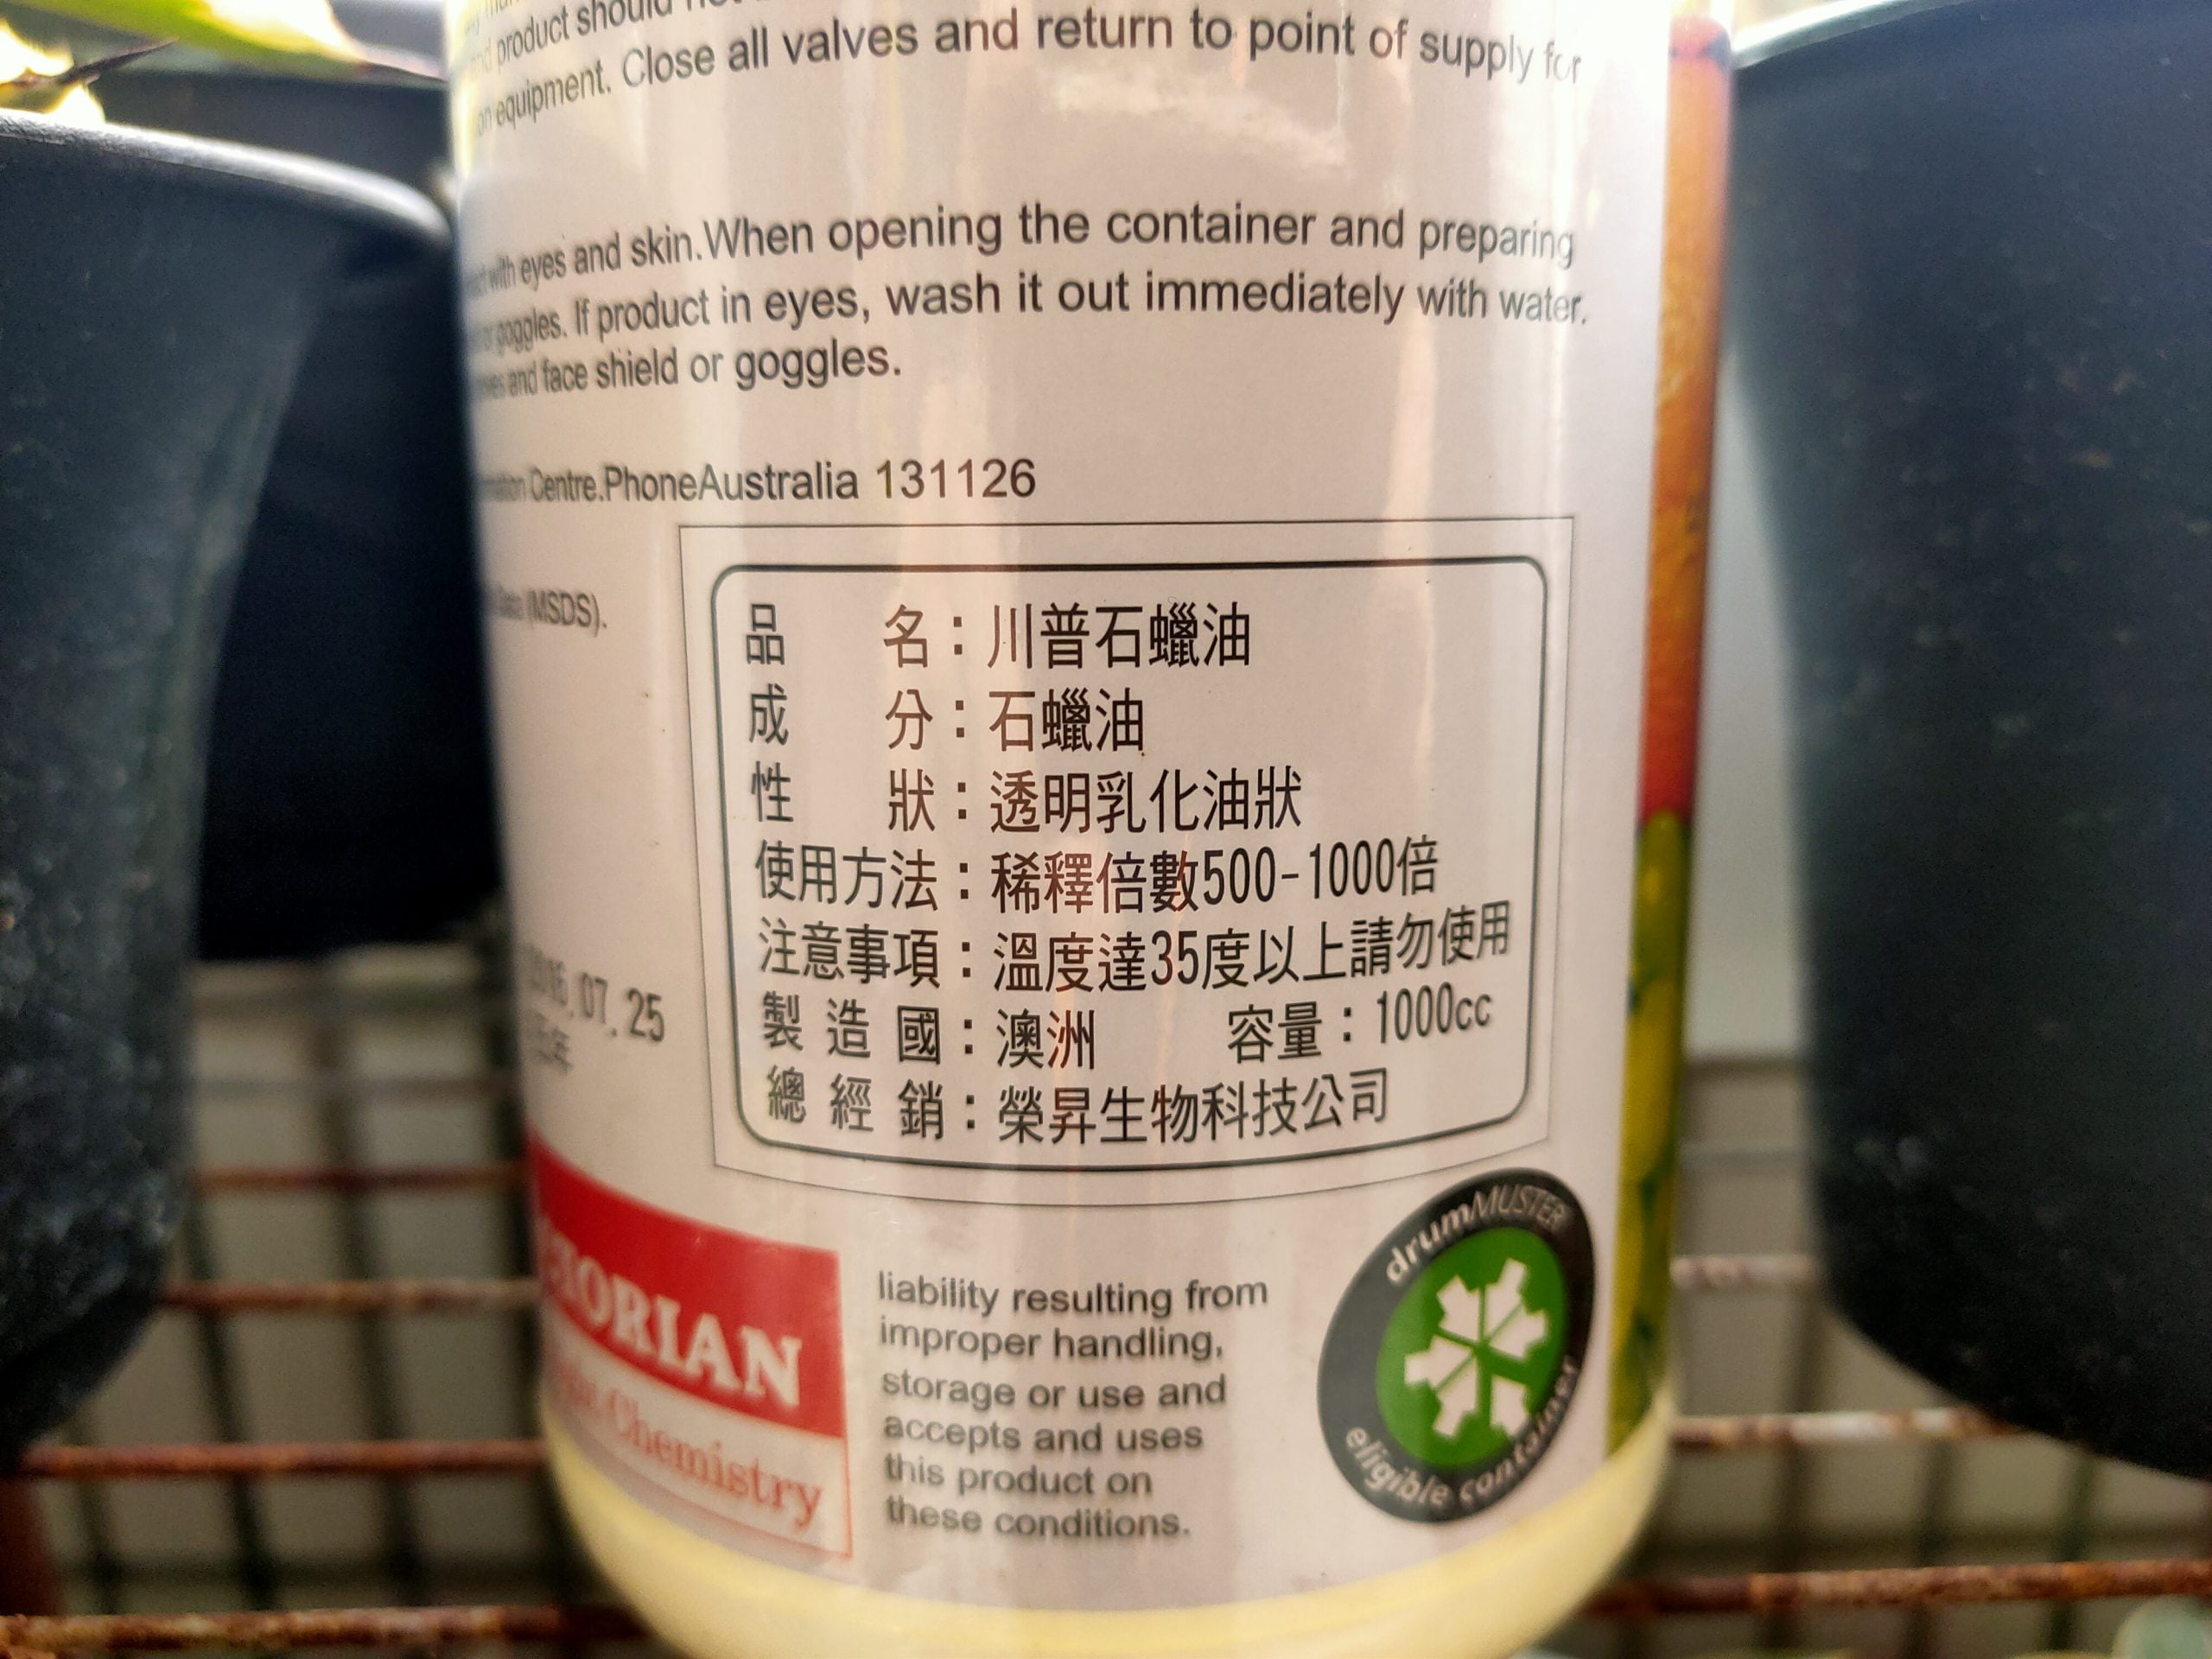 product should
equipment. Close all valves and return to point of supply for
with eyes and skin.When opening the container and preparing
goggles. If product in eyes, wash it out immediately with water.
and face shield or goggles.
Centre.PhoneAustralia 131126
(MSDS).
品名：川普石蠟油
成分：石蠟油
性狀：透明乳化油狀
使用方法：稀釋倍數500-1000倍
注意事項：溫度達35度以上請勿使用
製造國：澳洲 容量：1000cc
總經銷：榮昇生物科技公司
07.25
年
TORIAN
Chemistry
liability resulting from
improper handling,
storage or use and
accepts and uses
this product on
these conditions.
drumMUSTER
eligible container